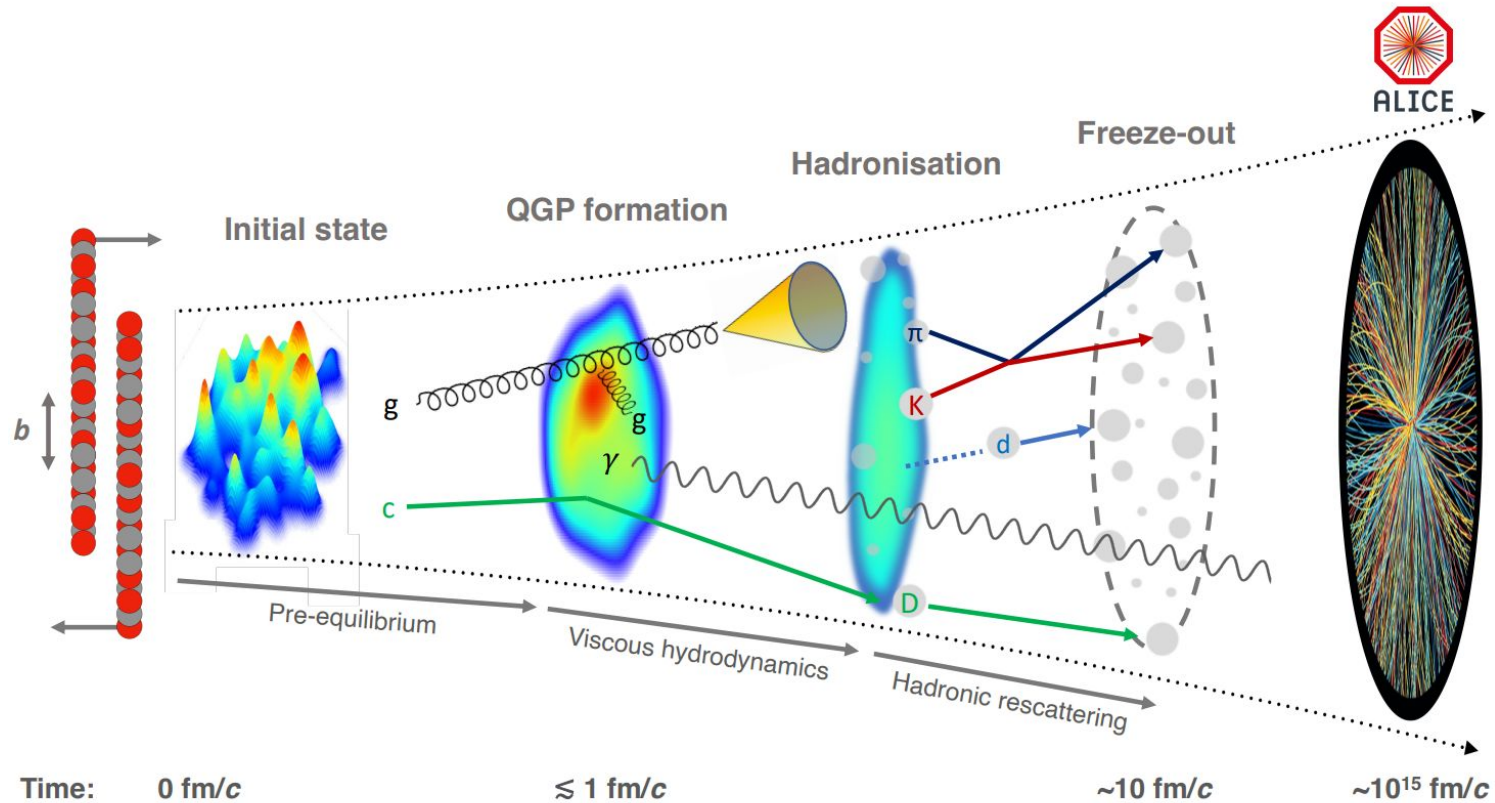 ALICE
Freeze-out
Hadronisation
QGP formation
Initial state
b
g
g
γ
c
π
K
d
D
Pre-equilibrium
Viscous hydrodynamics
Hadronic rescattering
Time: 0 fm/c ≲ 1 fm/c ~10 fm/c ~10¹⁵ fm/c